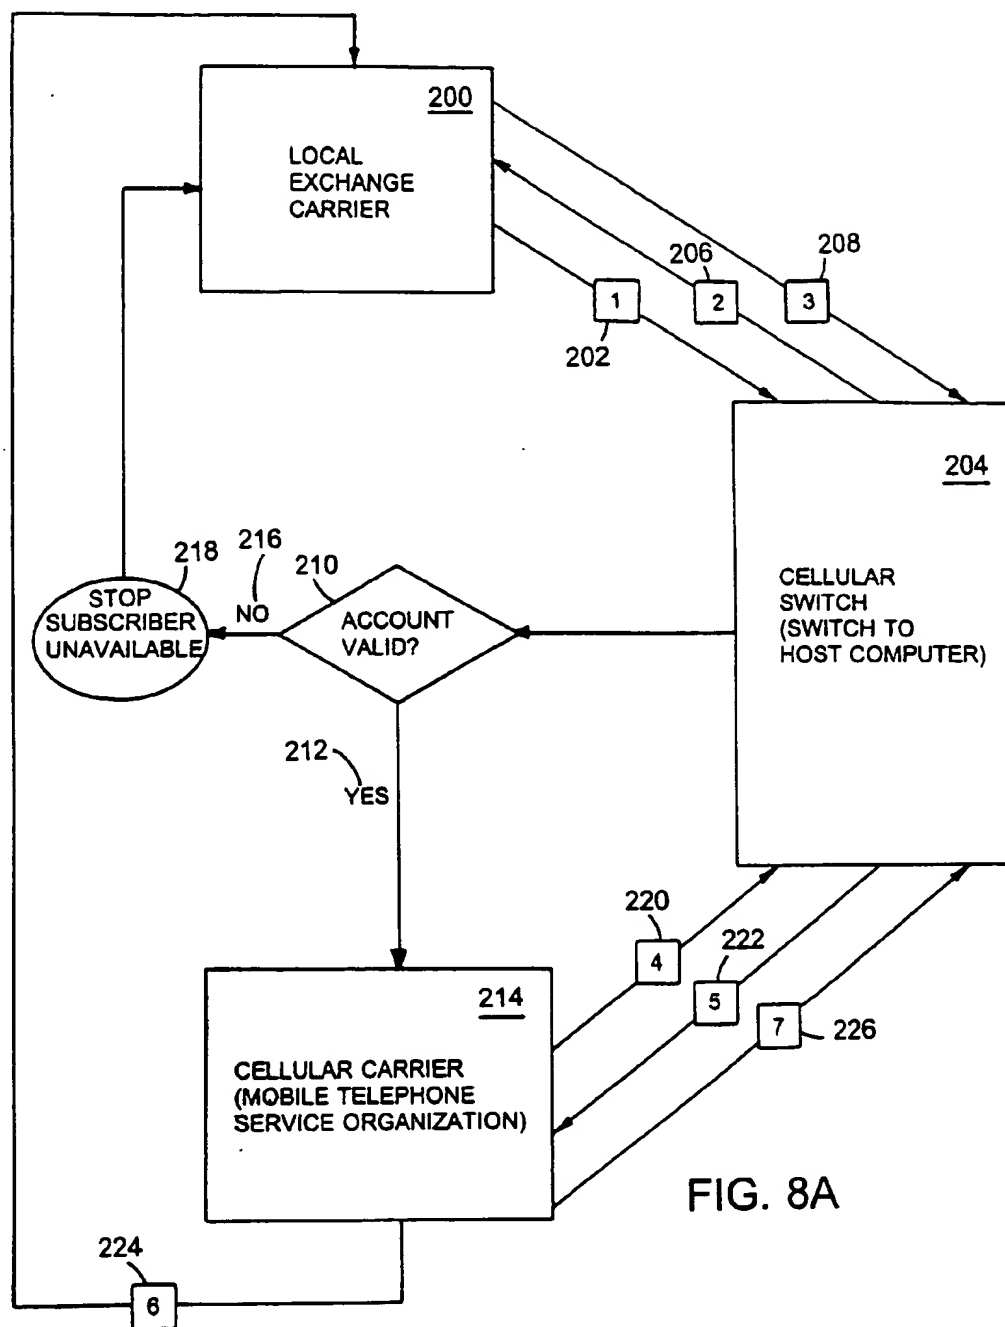 200
LOCAL
EXCHANGE
CARRIER
208
206
1
2
3
202
204
CELLULAR
SWITCH
(SWITCH TO
HOST COMPUTER)
218
216
210
STOP
SUBSCRIBER
UNAVAILABLE
NO
ACCOUNT
VALID?
212
YES
220
222
4
5
7
226
214
CELLULAR CARRIER
(MOBILE TELEPHONE
SERVICE ORGANIZATION)
FIG. 8A
224
6